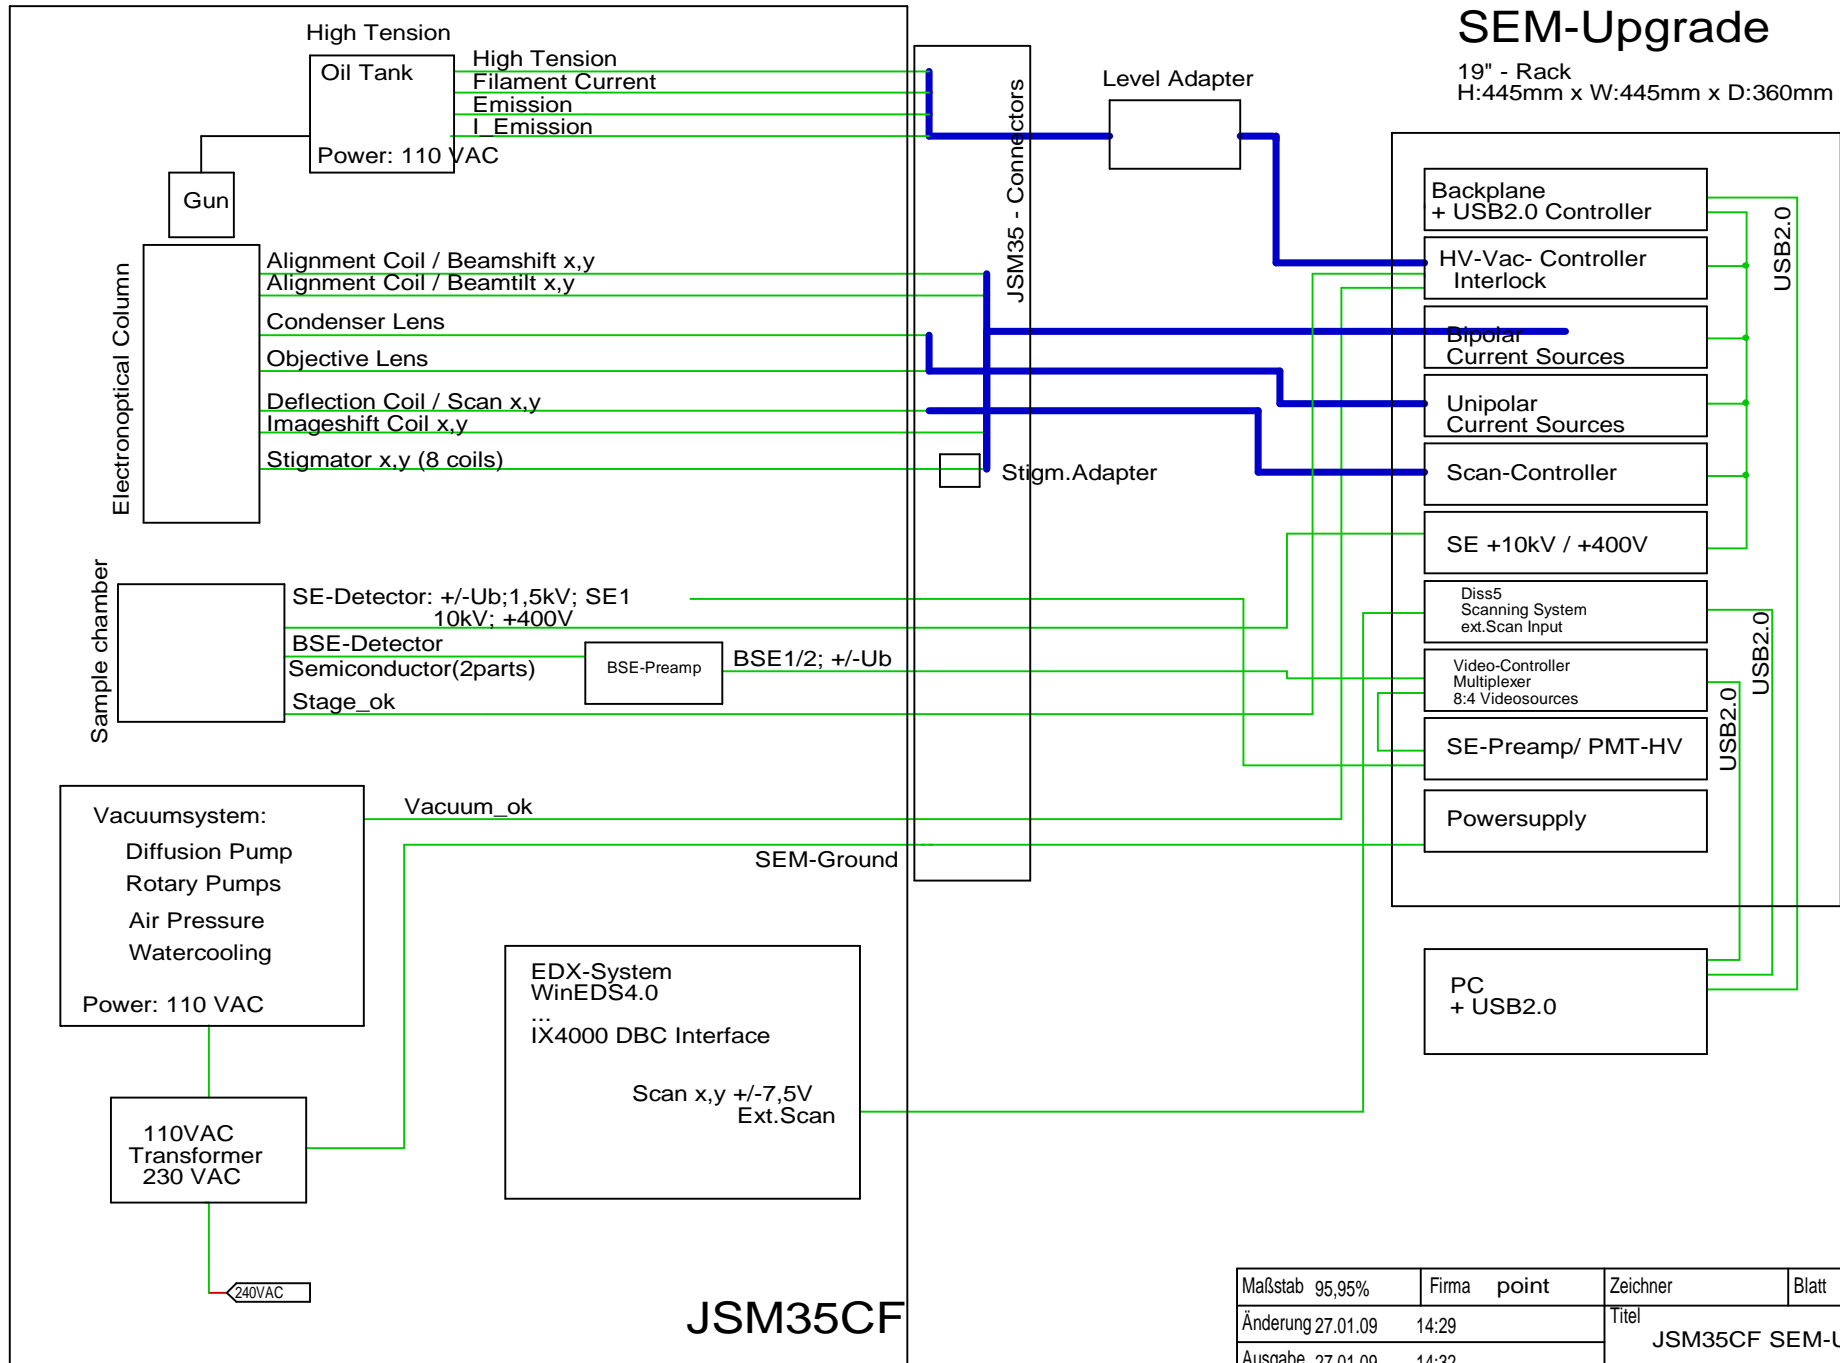 SEM-Upgrade
19" - Rack
H:445mm x W:445mm x D:360mm
High Tension
Oil Tank
Power: 110 VAC
High Tension
Filament Current
Emission
I_Emission
Gun
JSM35 - Connectors
Level Adapter
Electronoptical Column
Alignment Coil / Beamshift x,y
Alignment Coil / Beamtilt x,y
Condenser Lens
Objective Lens
Deflection Coil / Scan x,y
Imageshift Coil x,y
Stigmator x,y (8 coils)
Stigm.Adapter
Backplane
+ USB2.0 Controller
HV-Vac- Controller
Interlock
Bipolar
Current Sources
Unipolar
Current Sources
Scan-Controller
SE +10kV / +400V
Diss5
Scanning System
ext.Scan Input
Video-Controller
Multiplexer
8:4 Videosources
SE-Preamp/ PMT-HV
Powersupply
USB2.0
USB2.0
USB2.0
PC
+ USB2.0
Sample chamber
SE-Detector: +/-Ub;1,5kV; SE1
10kV; +400V
BSE-Detector
Semiconductor(2parts)
BSE-Preamp
BSE1/2; +/-Ub
Stage_ok
Vacuumsystem:
Diffusion Pump
Rotary Pumps
Air Pressure
Watercooling
Power: 110 VAC
Vacuum_ok
SEM-Ground
EDX-System
WinEDS4.0
...
IX4000 DBC Interface
Scan x,y +/-7,5V
Ext.Scan
110VAC
Transformer
230 VAC
240VAC
JSM35CF
Maßstab 95,95%
Firma point
Zeichner
Blatt
Änderung 27.01.09 14:29
Titel
JSM35CF SEM-U
Ausgabe 27.01.09 14:32